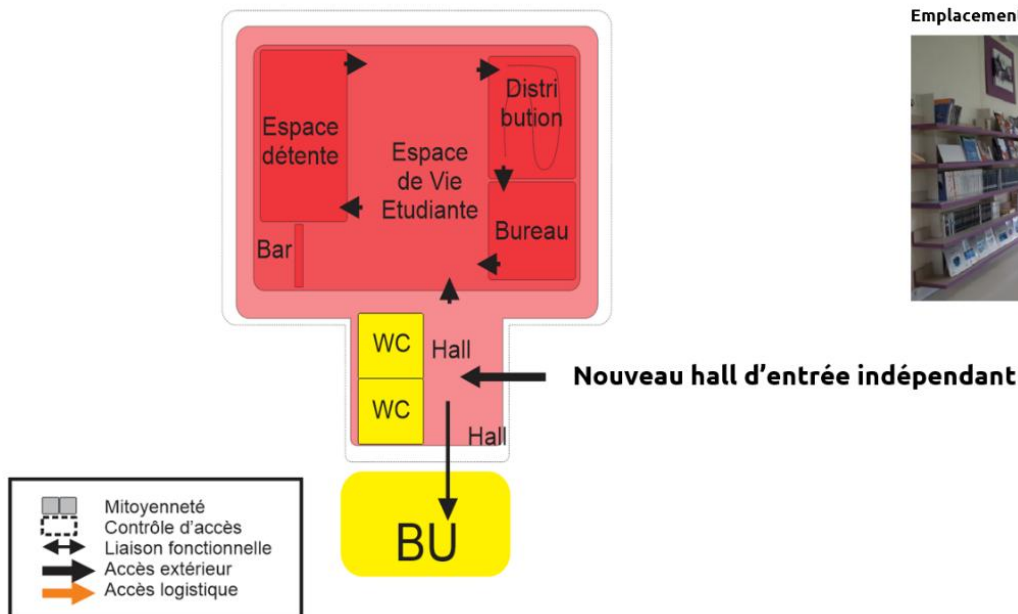 Emplacement
Espace
détente
Distri
bution
Espace
de Vie
Etudiante
Bureau
Bar
WC
Hall
Nouveau hall d’entrée indépendant
WC
Hall
BU
Mitoyenneté
Contrôle d’accès
Liaison fonctionnelle
Accès extérieur
Accès logistique